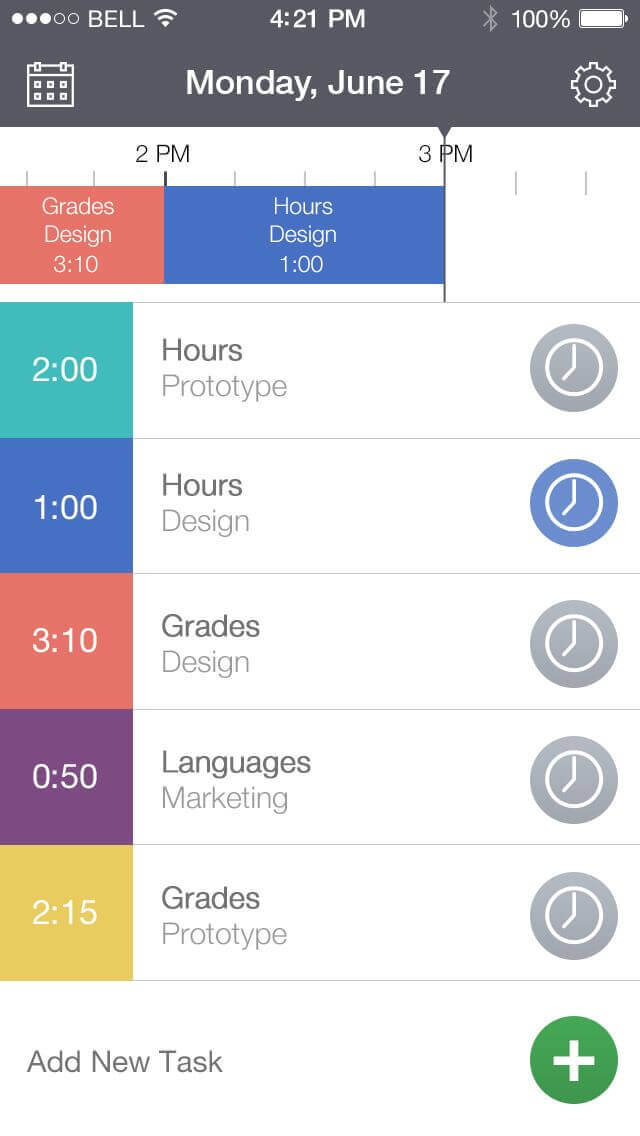 BELL 4:21 PM 100%
Monday, June 17
2 PM 3 PM
Grades
Design
3:10
Hours
Design
1:00
2:00
Hours
Prototype
1:00
Hours
Design
3:10
Grades
Design
0:50
Languages
Marketing
2:15
Grades
Prototype
Add New Task